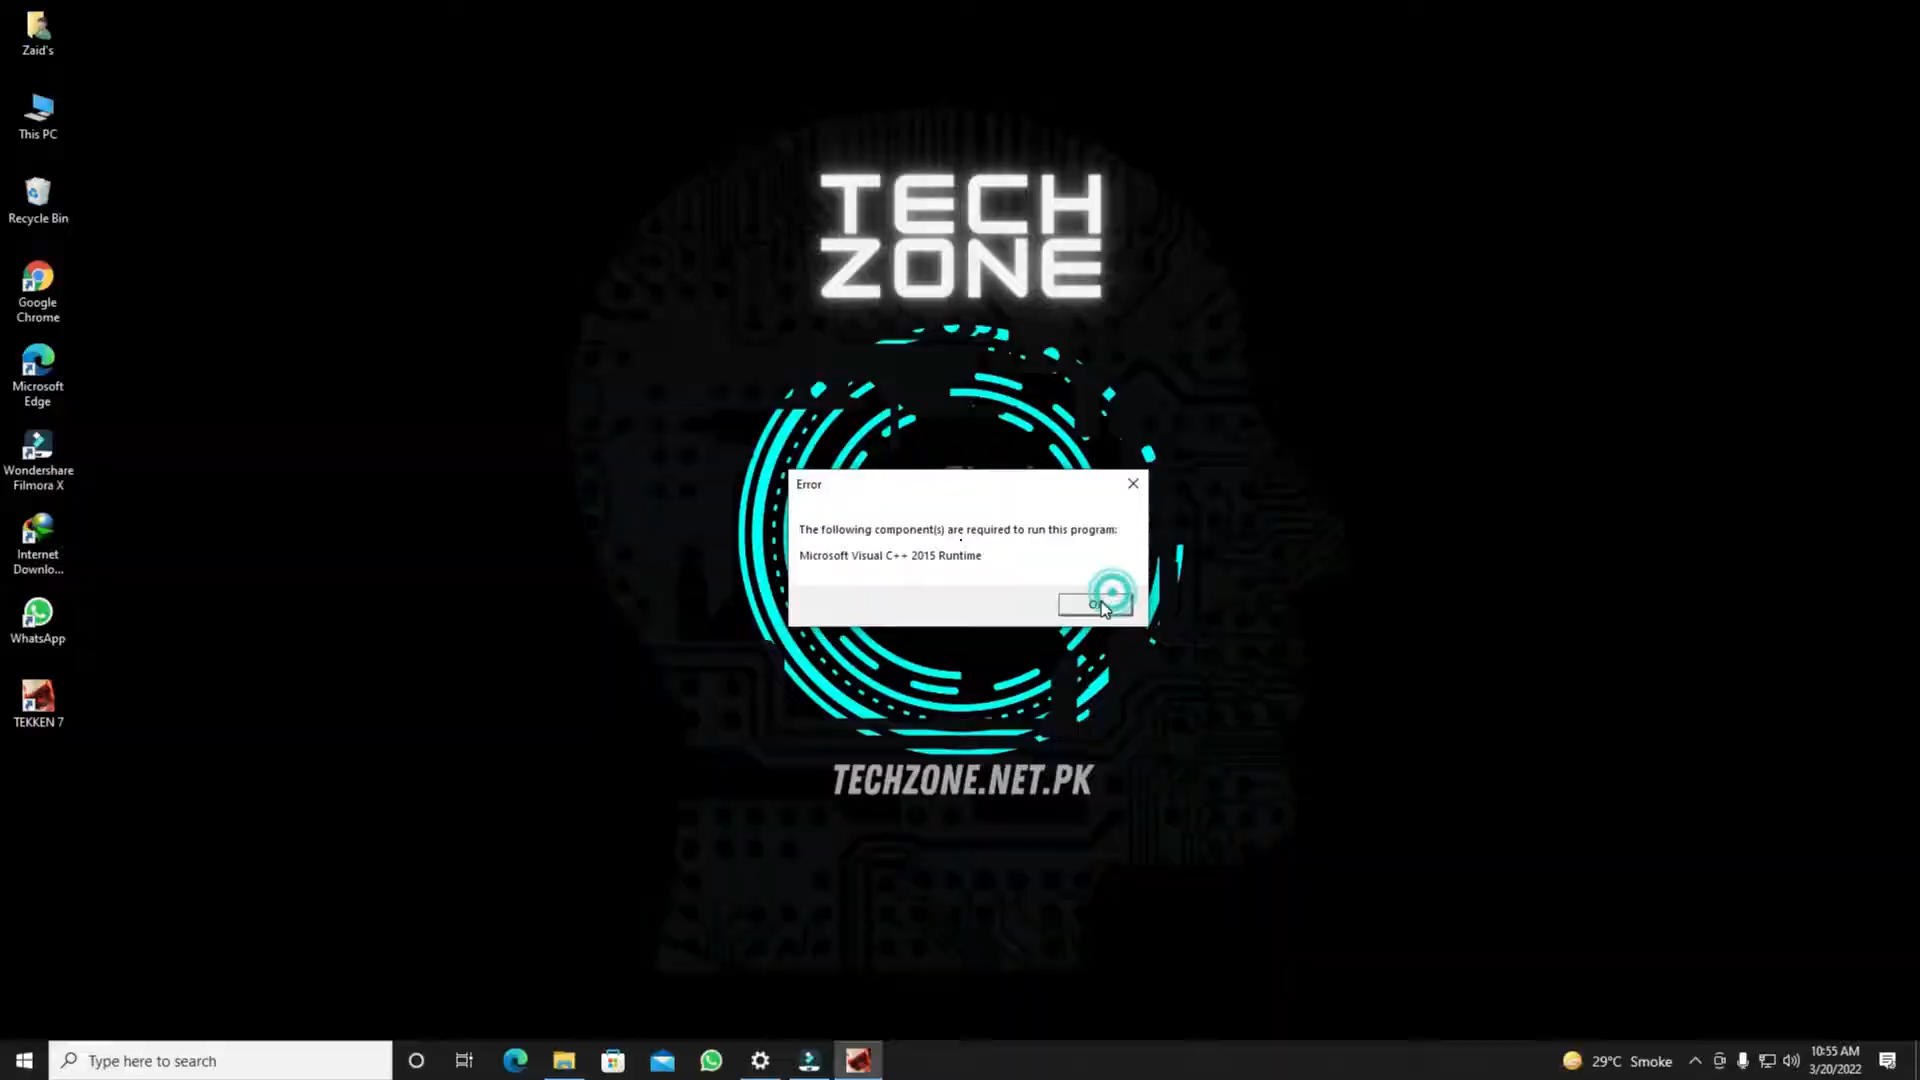 Zaid's
This PC
Recycle Bin
Google
Chrome
Microsoft
Edge
Wondershare
Filmora X
Internet
Downlo...
WhatsApp
TEKKEN 7
TECH
ZONE
Error
The following component(s) are required to run this program:
Microsoft Visual C++ 2015 Runtime
TECHZONE.NET.PK
Type here to search
29°C Smoke
10:55 AM
3/20/2022